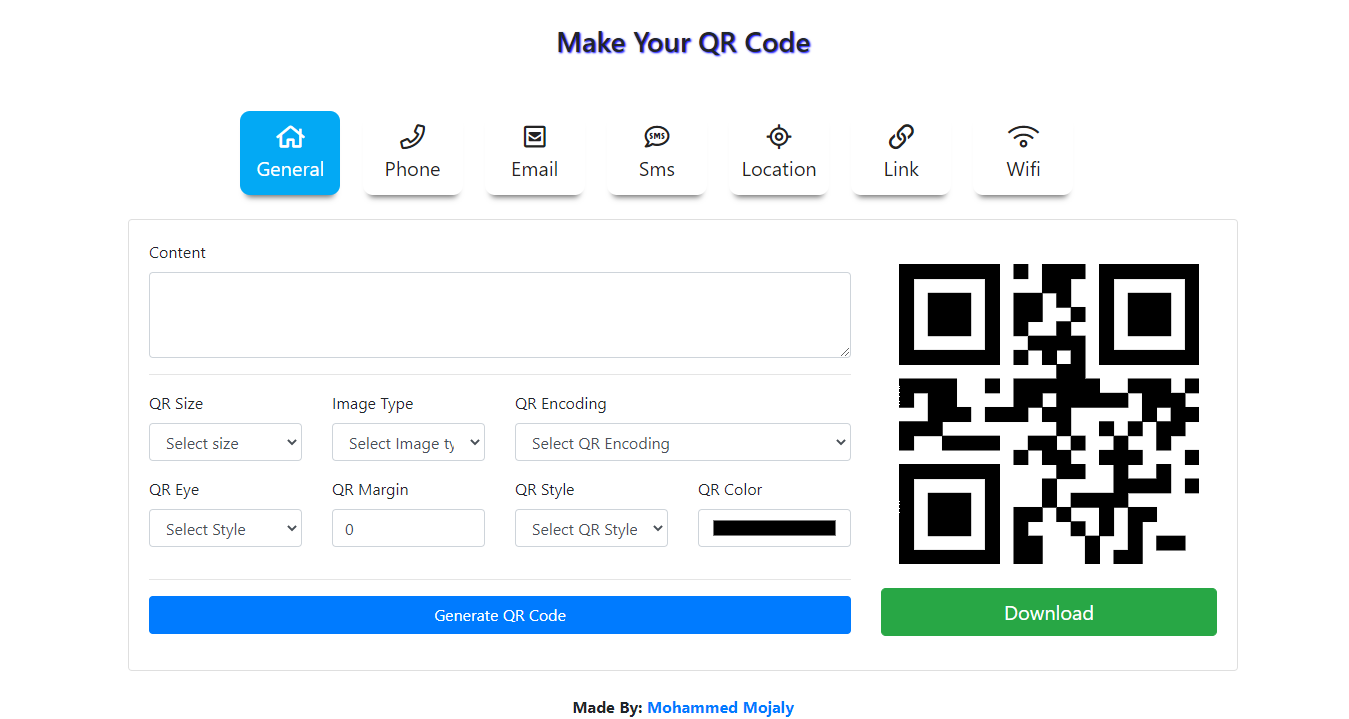 Make Your QR Code
General Phone Email Sms Location Link Wifi
Content
QR Size Image Type QR Encoding
Select size Select Image ty Select QR Encoding
QR Eye QR Margin QR Style QR Color
Select Style 0 Select QR Style
Generate QR Code
Download
Made By: Mohammed Mojaly